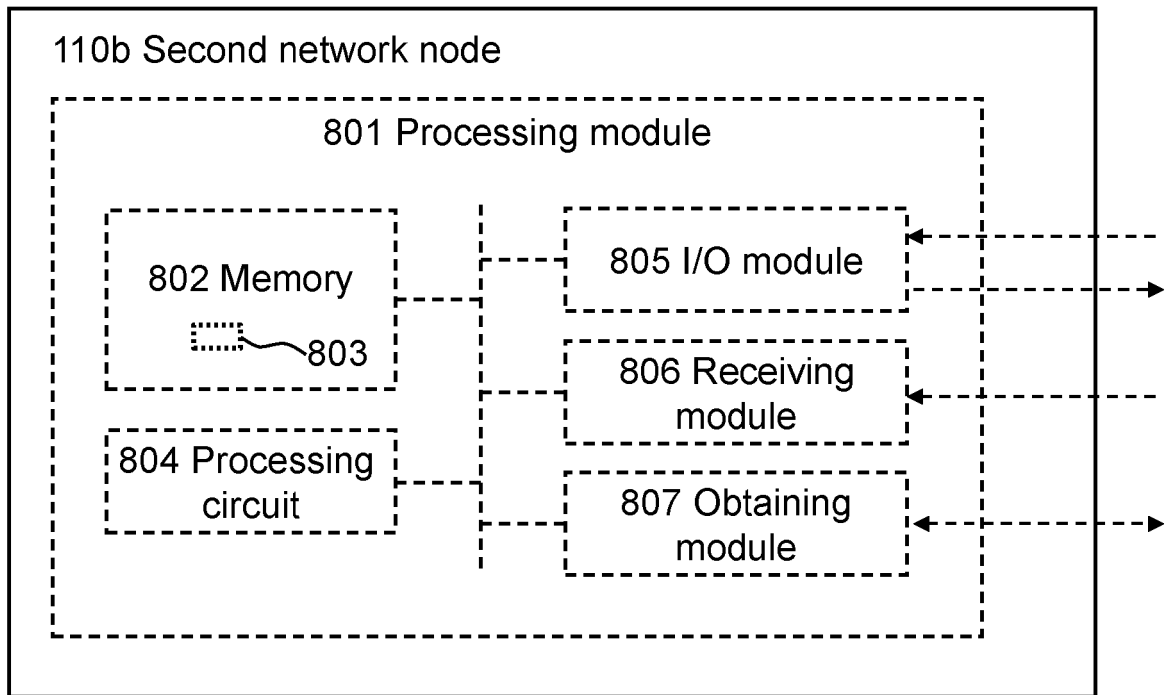 110b Second network node
801 Processing module
802 Memory
803
804 Processing
circuit
805 I/O module
806 Receiving
module
807 Obtaining
module